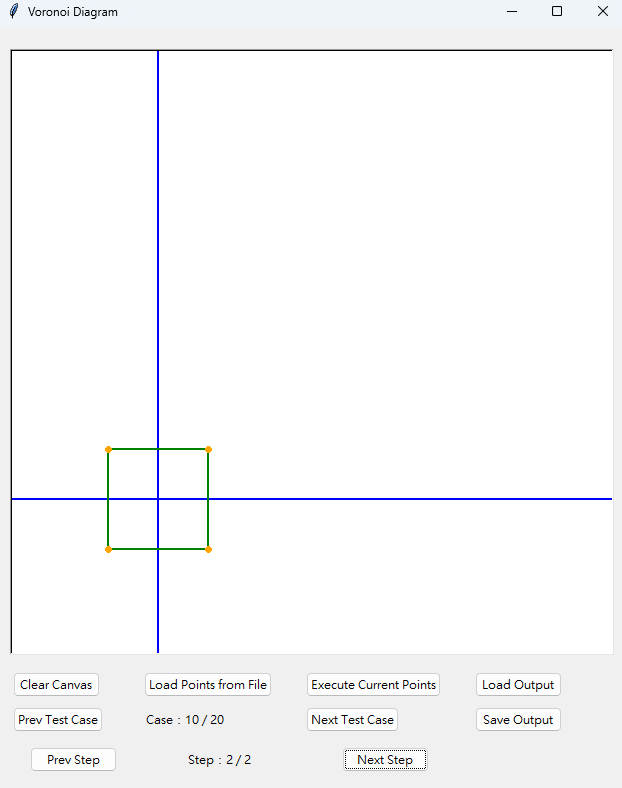 Voronoi Diagram
Clear Canvas Load Points from File Execute Current Points Load Output
Prev Test Case Case：10 / 20 Next Test Case Save Output
Prev Step Step：2 / 2 Next Step